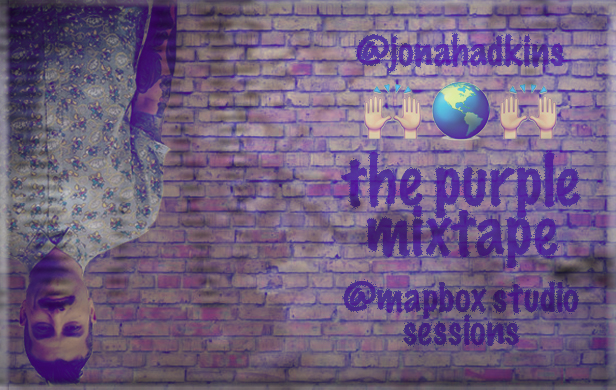 @jonahadkins
the purple
mixtape
@mapbox studio
sessions